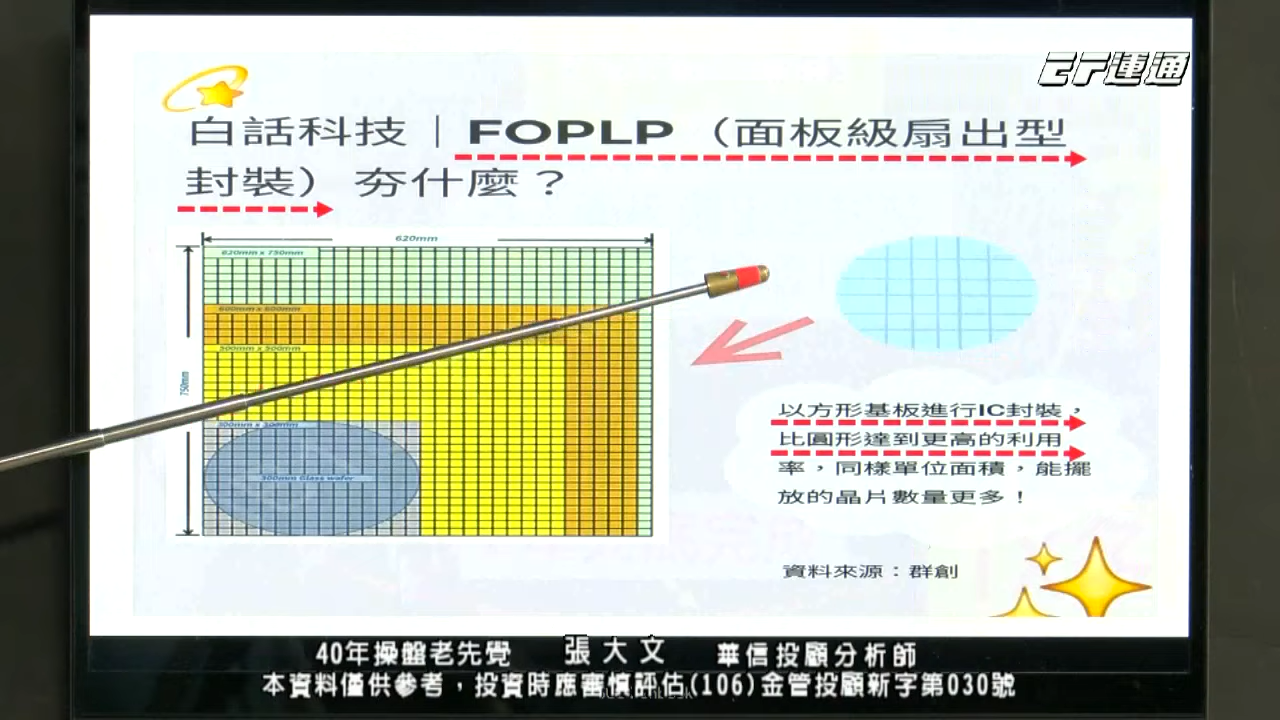 ET運通
白話科技｜FOPLP（面板級扇出型
封裝）夯什麼？
620mm
620mm x 750mm
600mm x 600mm
500mm x 500mm
750mm
300mm x 300mm
300mm Glass wafer
以方形基板進行IC封裝，
比圓形達到更高的利用
率，同樣單位面積，能擺
放的晶片數量更多！
資料來源：群創
40年操盤老先覺 張大文 華信投顧分析師
本資料僅供參考，投資時應審慎評估(106)金管投顧新字第030號